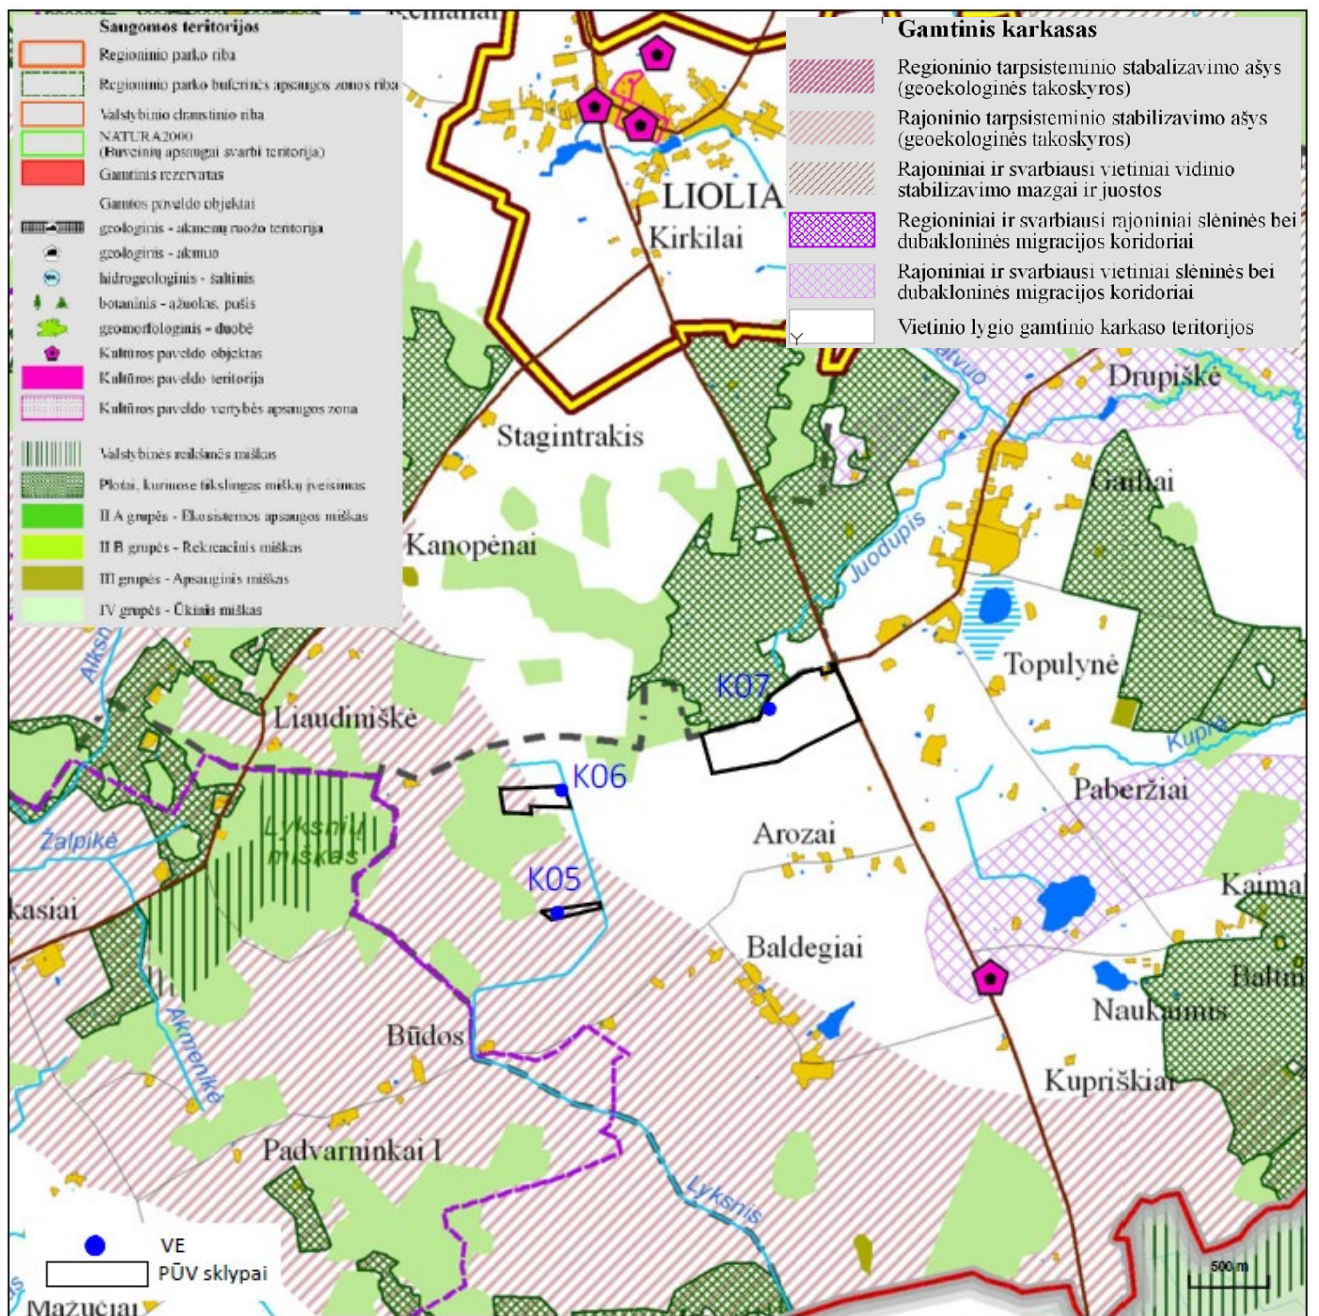 Saugomos teritorijos
Regioninio parko riba
Regioninio parko buferinės apsaugos zonos riba
Valstybinio draustinio riba
NATURA2000
(Buveinių apsaugai svarbi teritorija)
Gamtinis rezervatas
Gamtos paveldo objektai
geologinis - akmenų ruožo teritorija
geologinis - akmuo
hidrogeologinis - šaltinis
botaninis - ąžuolas, pušis
geomorfologinis - duobė
Kultūros paveldo objektas
Kultūros paveldo teritorija
Kultūros paveldo vertybės apsaugos zona
Valstybinės reikšmės miškas
Plotai, kuriuose tikslingas miškų įveisimas
II A grupės - Ekosistemos apsaugos miškas
II B grupės - Rekreacinis miškas
III grupės - Apsauginis miškas
IV grupės - Ūkinis miškas
Gamtinis karkasas
Regioninio tarpsisteminio stabalizavimo ašys
(geoekologinės takoskyros)
Rajoninio tarpsisteminio stabilizavimo ašys
(geoekologinės takoskyros)
Rajoniniai ir svarbiausi vietiniai vidinio
stabilizavimo mazgai ir juostos
Regioniniai ir svarbiausi rajoniniai slėninės bei
dubakloninės migracijos koridoriai
Rajoniniai ir svarbiausi vietiniai slėninės bei
dubakloninės migracijos koridoriai
Vietinio lygio gamtinio karkaso teritorijos
LIOLIA
Kirkilai
Drupiškė
Stagintrakis
Gailiai
Kanopėnai
Juodupis
Topulynė
Alksn
K07
Liaudiniškė
Kupra
K06
Paberžiai
Žalpikė
Lyksnių
miškas
Arozai
K05
kasiai
Kaimal
Baldegiai
Baltm
Naukaimis
Būdos
Akmenikė
Kupriškiai
Padvarninkai I
Lyksnis
VE
PŪV sklypai
500 m
Mažučiai